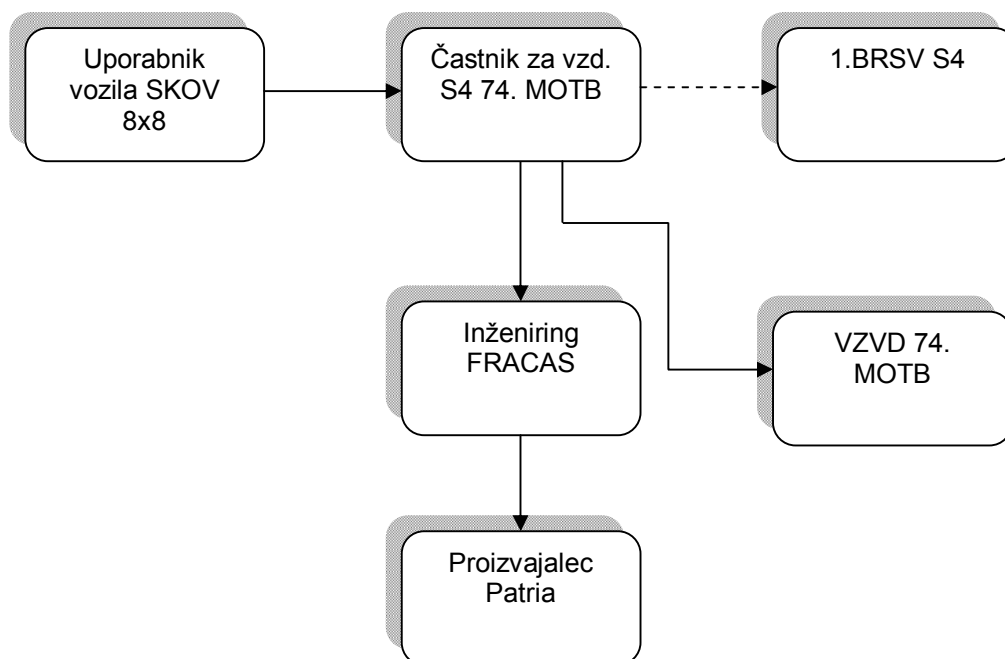 Uporabnik
vozila SKOV
8x8
Častnik za vzd.
S4 74. MOTB
1.BRSV S4
Inženiring
FRACAS
VZVD 74.
MOTB
Proizvajalec
Patria